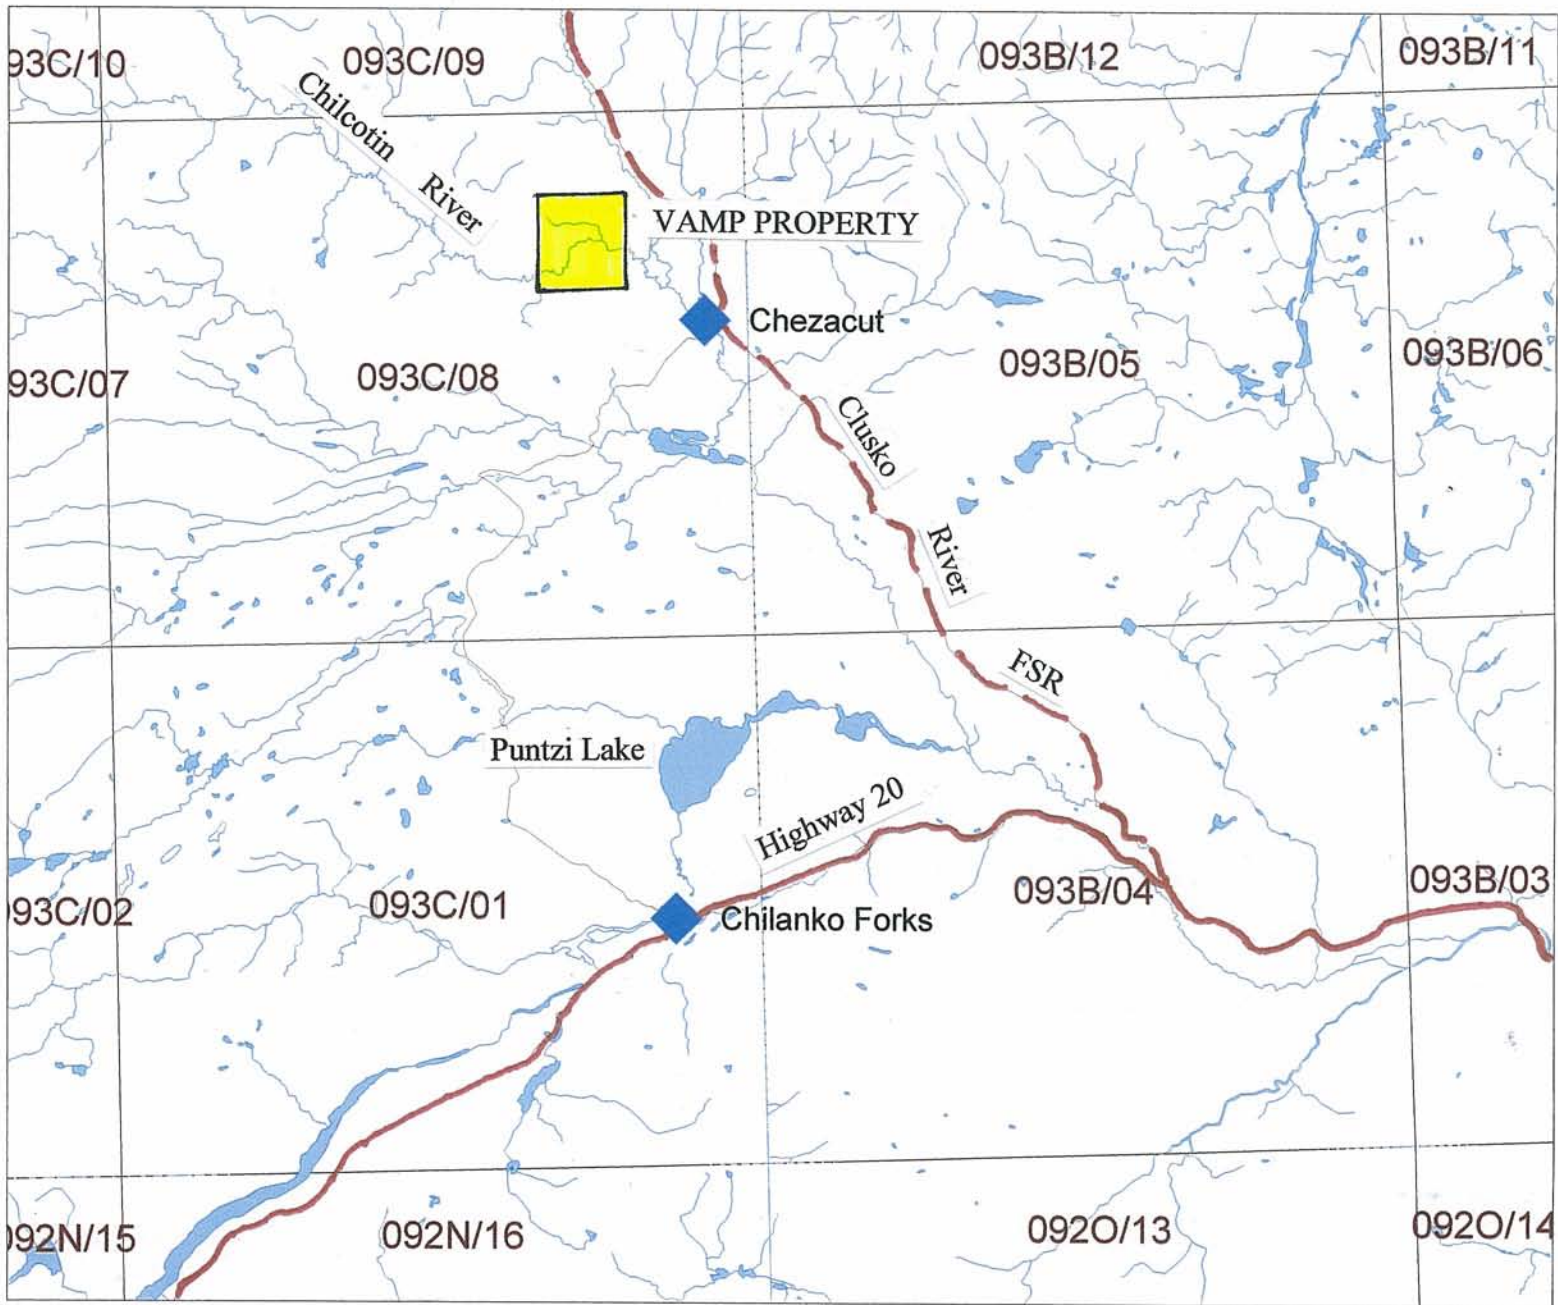 93C/10
093C/09
093B/12
093B/11
Chilcotin
River
VAMP PROPERTY
Chezacut
93C/07
093C/08
093B/05
093B/06
Clusko
River
FSR
Puntzi Lake
Highway 20
93C/02
093C/01
Chilanko Forks
093B/04
093B/03
092N/15
092N/16
092O/13
092O/14